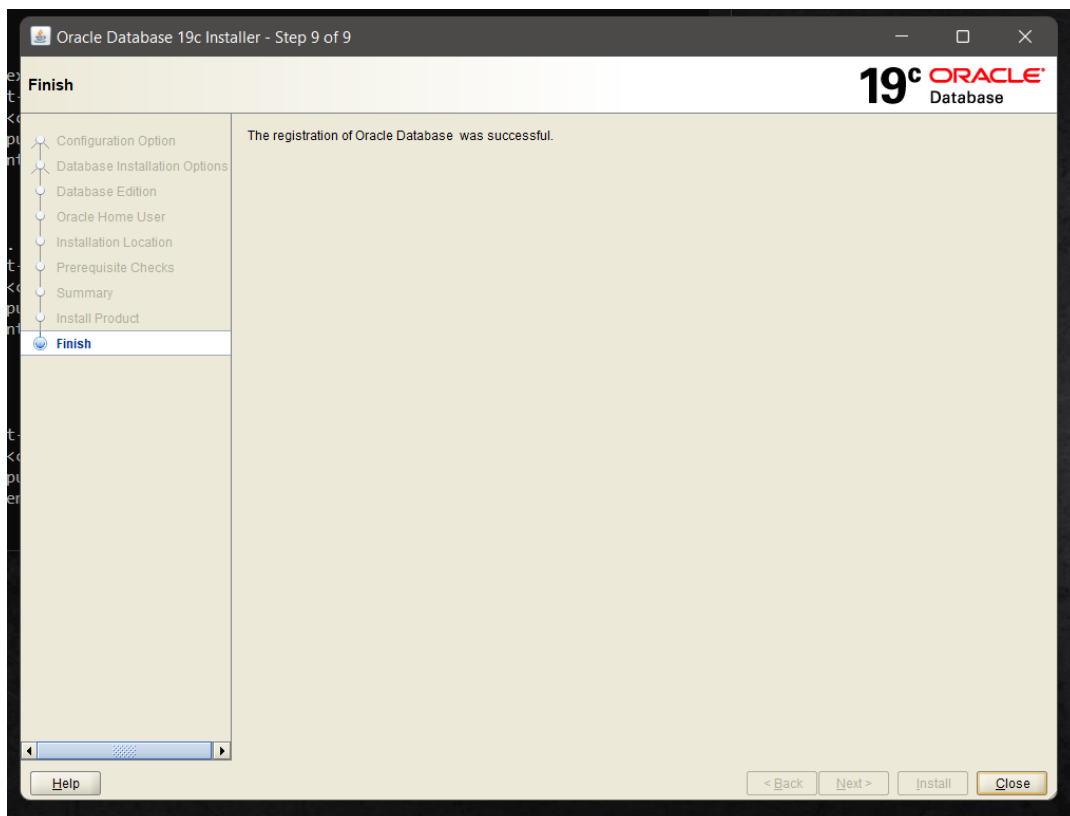 Oracle Database 19c Installer - Step 9 of 9
Finish
19c ORACLE
Database
Configuration Option
Database Installation Options
Database Edition
Oracle Home User
Installation Location
Prerequisite Checks
Summary
Install Product
Finish
The registration of Oracle Database  was successful.
Help
< Back
Next >
Install
Close